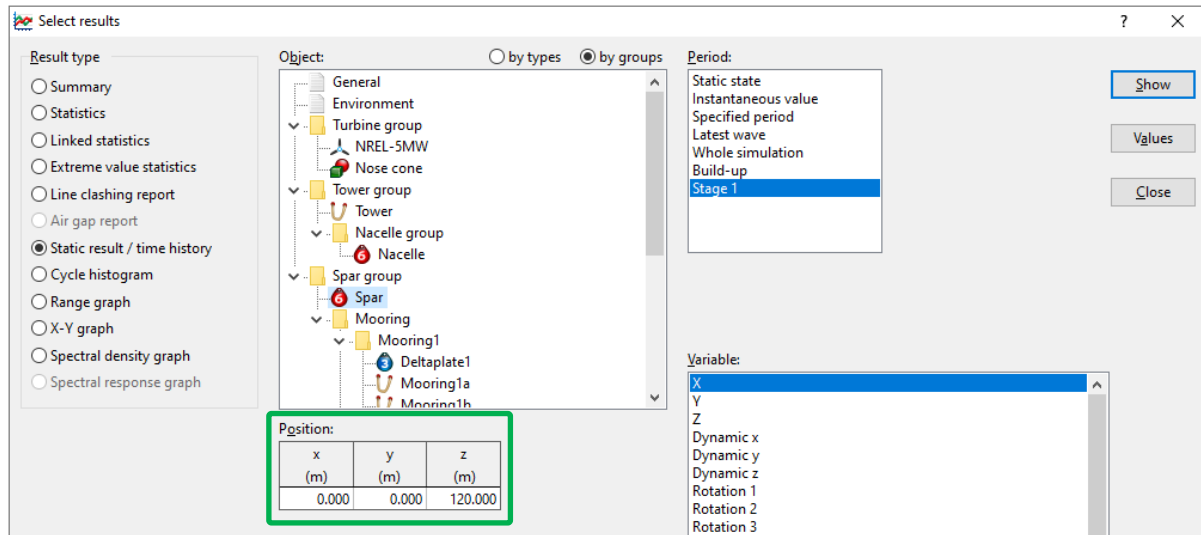 Select results
?
Result type
Summary
Statistics
Linked statistics
Extreme value statistics
Line clashing report
Air gap report
Static result / time history
Cycle histogram
Range graph
X-Y graph
Spectral density graph
Spectral response graph
Object:
by types
by groups
General
Environment
Turbine group
NREL-5MW
Nose cone
Tower group
Tower
Nacelle group
6 Nacelle
Spar group
6 Spar
Mooring
Mooring1
3 Deltaplate1
Mooring1a
Mooring1b
Position:
x y z
(m) (m) (m)
0.000 0.000 120.000
Period:
Static state
Instantaneous value
Specified period
Latest wave
Whole simulation
Build-up
Stage 1
Variable:
X
Y
Z
Dynamic x
Dynamic y
Dynamic z
Rotation 1
Rotation 2
Rotation 3
Show
Values
Close